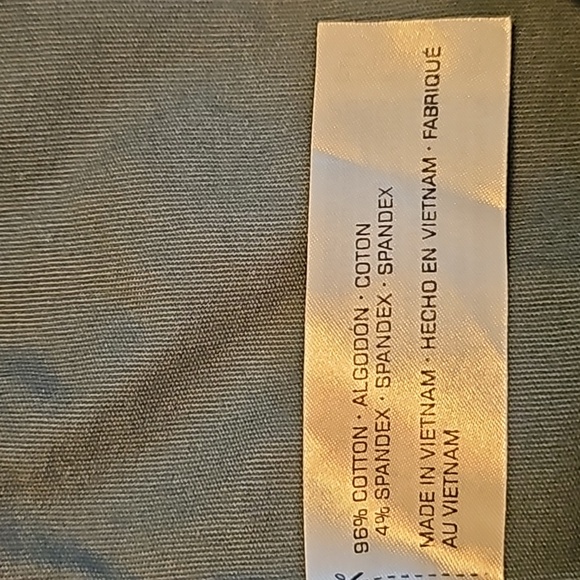 96% COTTON · ALGODÓN · COTON
4% SPANDEX · SPANDEX · SPANDEX
MADE IN VIETNAM · HECHO EN VIETNAM · FABRIQUÉ
AU VIETNAM